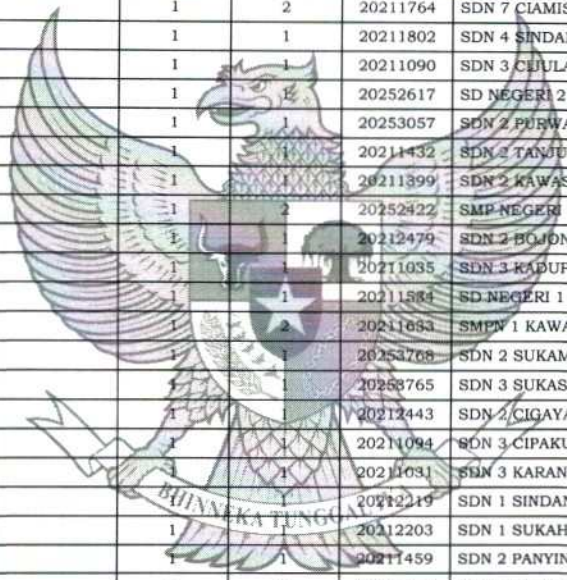 1 2 20211764 SDN 7 CIAMIS
1 1 20211802 SDN 4 SINDA
1 1 20211090 SDN 3 CIJULA
1 20252617 SD NEGERI 2
1 1 20253057 SDN 2 PURWA
1 1 20211432 SDN 2 TANJU
1 1 20211399 SDN 2 KAWAS
1 2 20252422 SMP NEGERI
1 1 20212479 SDN 2 BOJON
1 1 20211035 SDN 3 KADUP
1 1 20211534 SD NEGERI 1
1 2 20211633 SMPN 1 KAWA
1 1 20253768 SDN 2 SUKAM
1 1 20253765 SDN 3 SUKAS
1 1 20212443 SDN 2 CIGAYA
1 1 20211094 SDN 3 CIPAKU
1 1 20211031 SDN 3 KARAN
1 1 20212219 SDN 1 SINDAN
1 1 20212203 SDN 1 SUKAH
1 1 20211459 SDN 2 PANYIN
BHINNEKA TUNGGAL